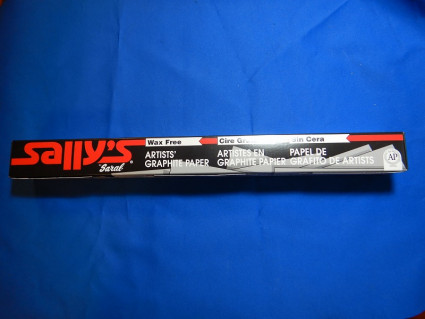 sally's
"Saral"
Wax Free
ARTISTS'
GRAPHITE PAPER
Cire
ARTISTES EN
GRAPHITE PAPIER
Cera
PAPEL DE
GRAFITO DE ARTISTS
AP